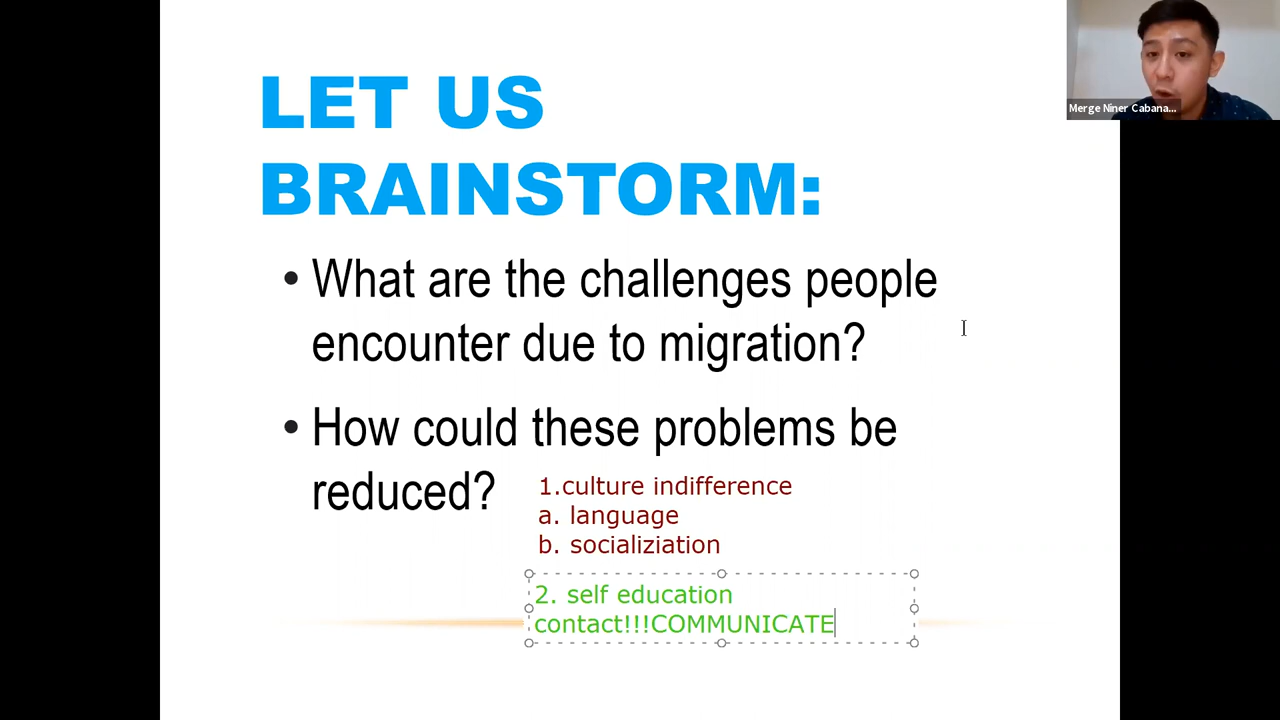 LET US
BRAINSTORM:
• What are the challenges people
encounter due to migration?
• How could these problems be
reduced?
1.culture indifference
a. language
b. socializiation
2. self education
contact!!!COMMUNICATE
Merge Niner Cabana...